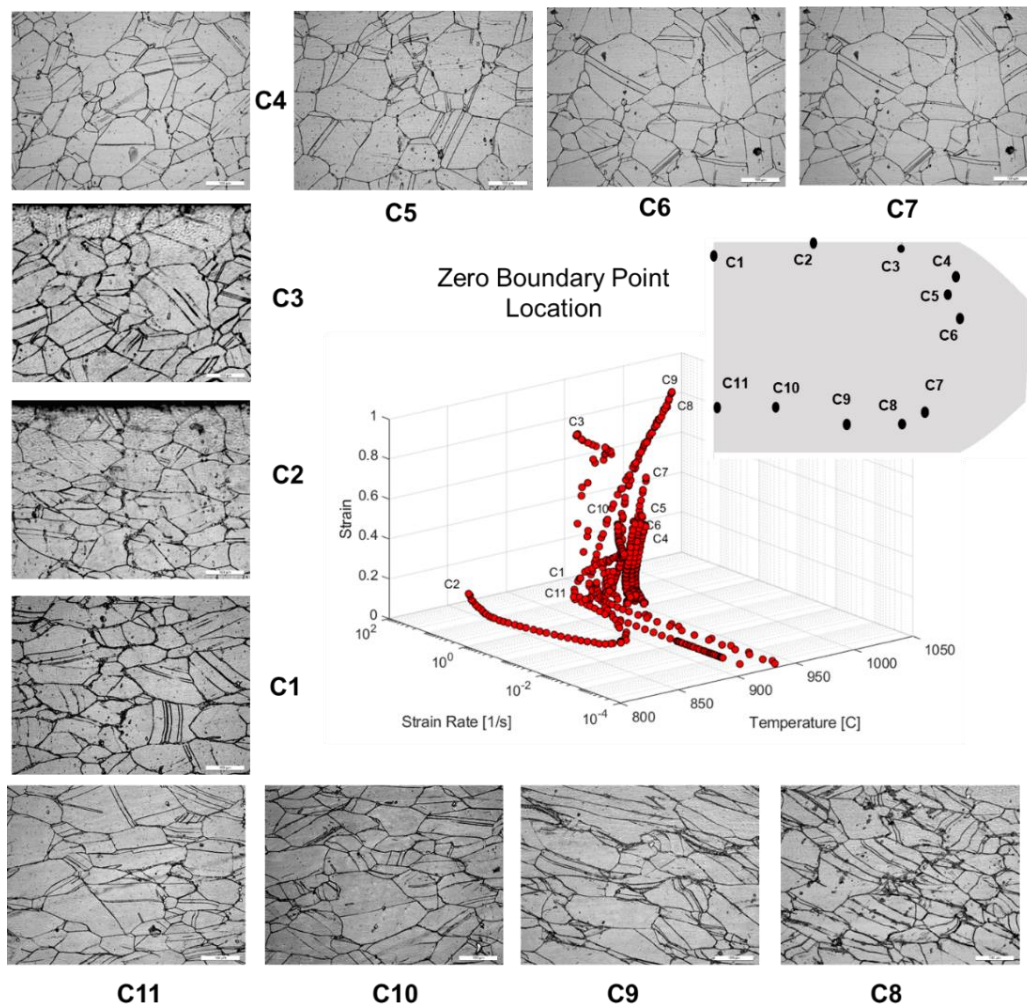 C4
C5
C6
C7
C3
C2
C1
C11
C10
C9
C8
Zero Boundary Point
Location
C1
C2
C3
C4
C5
C6
C7
C8
C9
C10
C11
C9
C8
C3
C7
C10
C5
C6
C4
C2
C1
C11
Strain
1
0.8
0.6
0.4
0.2
0
10²
10⁰
10⁻²
10⁻⁴
Strain Rate [1/s]
800
850
900
950
1000
1050
Temperature [C]